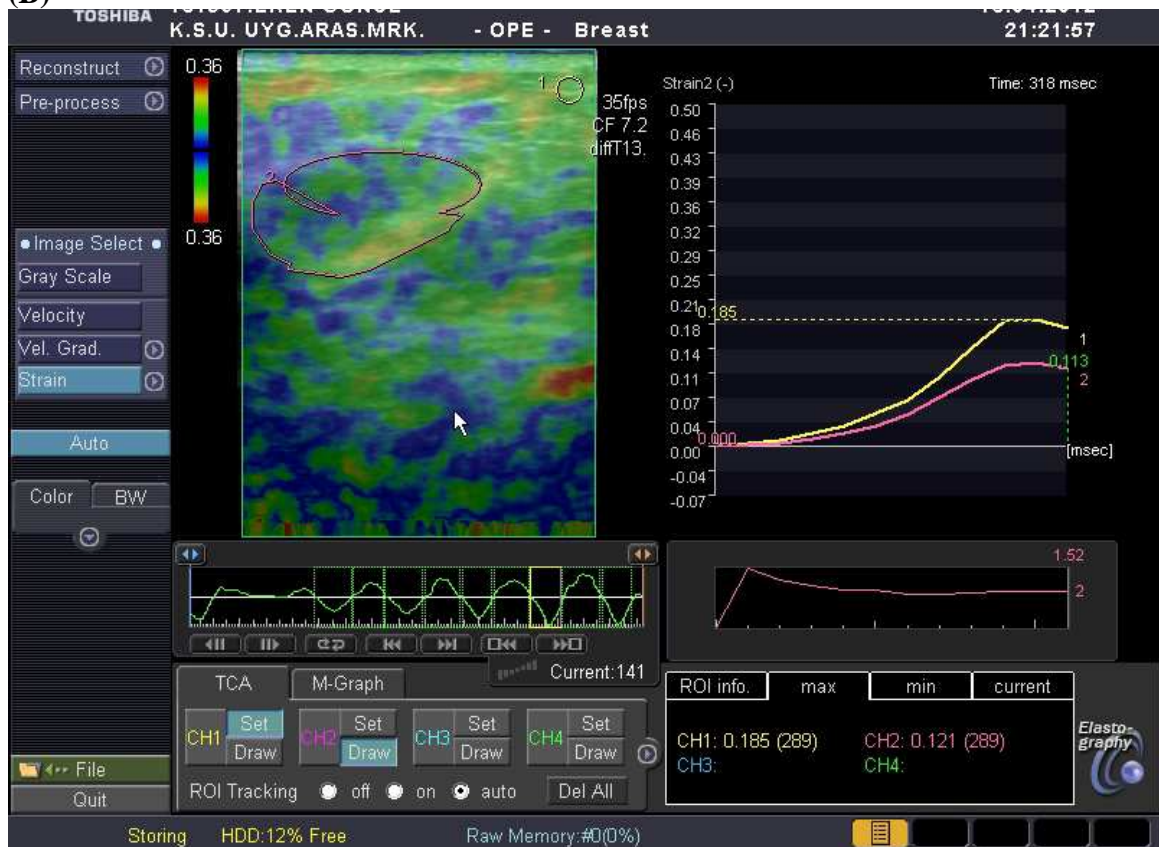 (B)
TOSHIBA
K.S.U. UYG.ARAS.MRK. - OPE - Breast 21:21:57
Reconstruct
Pre-process
Image Select
Gray Scale
Velocity
Vel. Grad.
Strain
Auto
Color BW
File
Quit
0.36
0.36
1
35fps
CF 7.2
diffT13.
2
Strain2 (-) Time: 318 msec
0.50
0.46
0.43
0.39
0.36
0.32
0.29
0.25
0.21
0.185
0.18
0.14
0.11
0.07
0.04
0.000
0.00
-0.04
-0.07
1
0.113
2
[msec]
1.52
2
Current:141
TCA M-Graph
CH1 Set Draw
CH2 Set Draw
CH3 Set Draw
CH4 Set Draw
ROI Tracking off on auto Del All
ROI info. max min current
CH1: 0.185 (289) CH2: 0.121 (289)
CH3: CH4:
Elasto-
graphy
Storing HDD:12% Free Raw Memory:#0(0%)